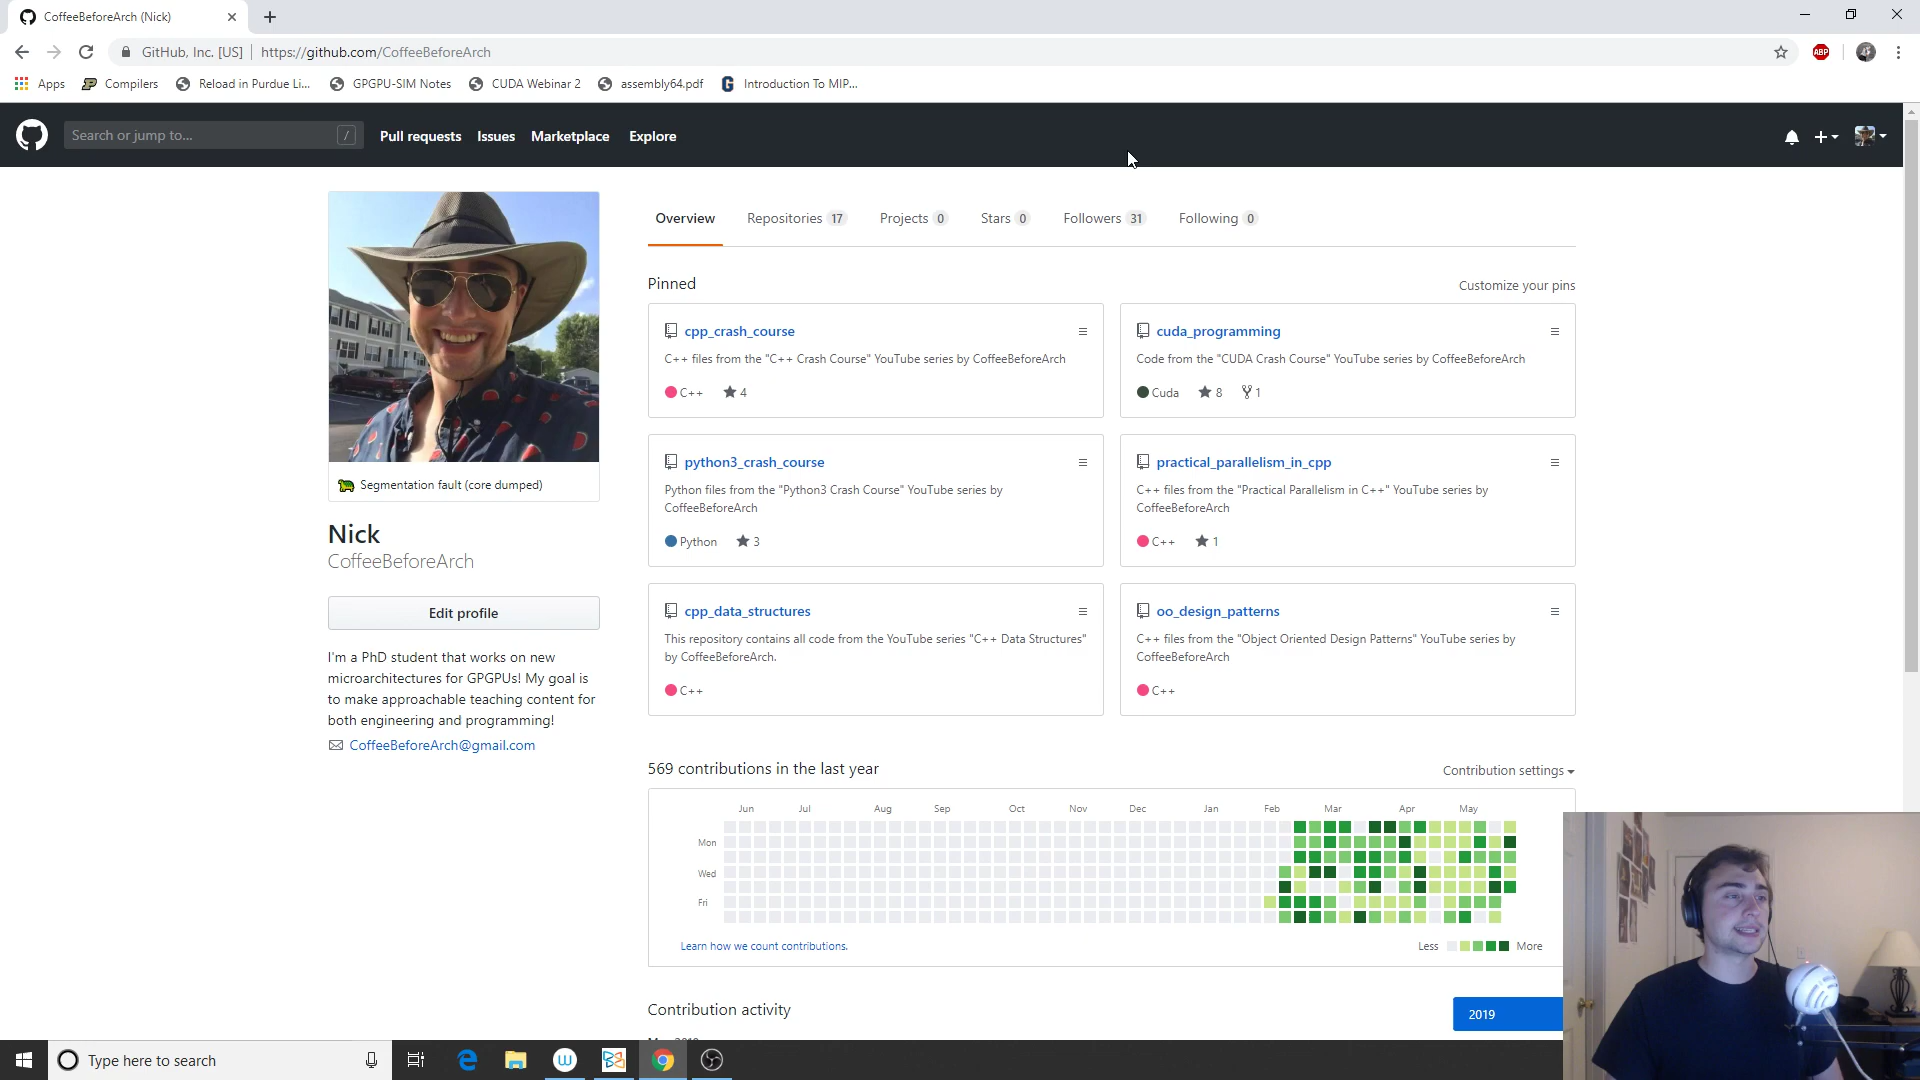 CoffeeBeforeArch (Nick)
GitHub, Inc. [US] https://github.com/CoffeeBeforeArch
ABP
Apps Compilers Reload in Purdue Li... GPGPU-SIM Notes CUDA Webinar 2 assembly64.pdf Introduction To MIP...
Search or jump to... / Pull requests Issues Marketplace Explore
Overview Repositories 17 Projects 0 Stars 0 Followers 31 Following 0
Segmentation fault (core dumped)
Nick
CoffeeBeforeArch
Edit profile
I'm a PhD student that works on new
microarchitectures for GPGPUs! My goal is
to make approachable teaching content for
both engineering and programming!
CoffeeBeforeArch@gmail.com
Pinned Customize your pins
cpp_crash_course
C++ files from the "C++ Crash Course" YouTube series by CoffeeBeforeArch
C++ 4
cuda_programming
Code from the "CUDA Crash Course" YouTube series by CoffeeBeforeArch
Cuda 8 1
python3_crash_course
Python files from the "Python3 Crash Course" YouTube series by
CoffeeBeforeArch
Python 3
practical_parallelism_in_cpp
C++ files from the "Practical Parallelism in C++" YouTube series by
CoffeeBeforeArch
C++ 1
cpp_data_structures
This repository contains all code from the YouTube series "C++ Data Structures"
by CoffeeBeforeArch.
C++
oo_design_patterns
C++ files from the "Object Oriented Design Patterns" YouTube series by
CoffeeBeforeArch
C++
569 contributions in the last year Contribution settings
Jun Jul Aug Sep Oct Nov Dec Jan Feb Mar Apr May
Mon
Wed
Fri
Learn how we count contributions. Less More
Contribution activity
2019
Type here to search